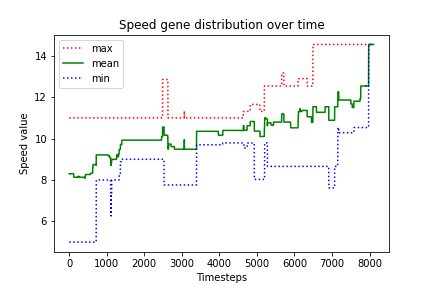 Speed gene distribution over time
max
mean
min
Speed value
14
12
10
8
6
0 1000 2000 3000 4000 5000 6000 7000 8000
Timesteps